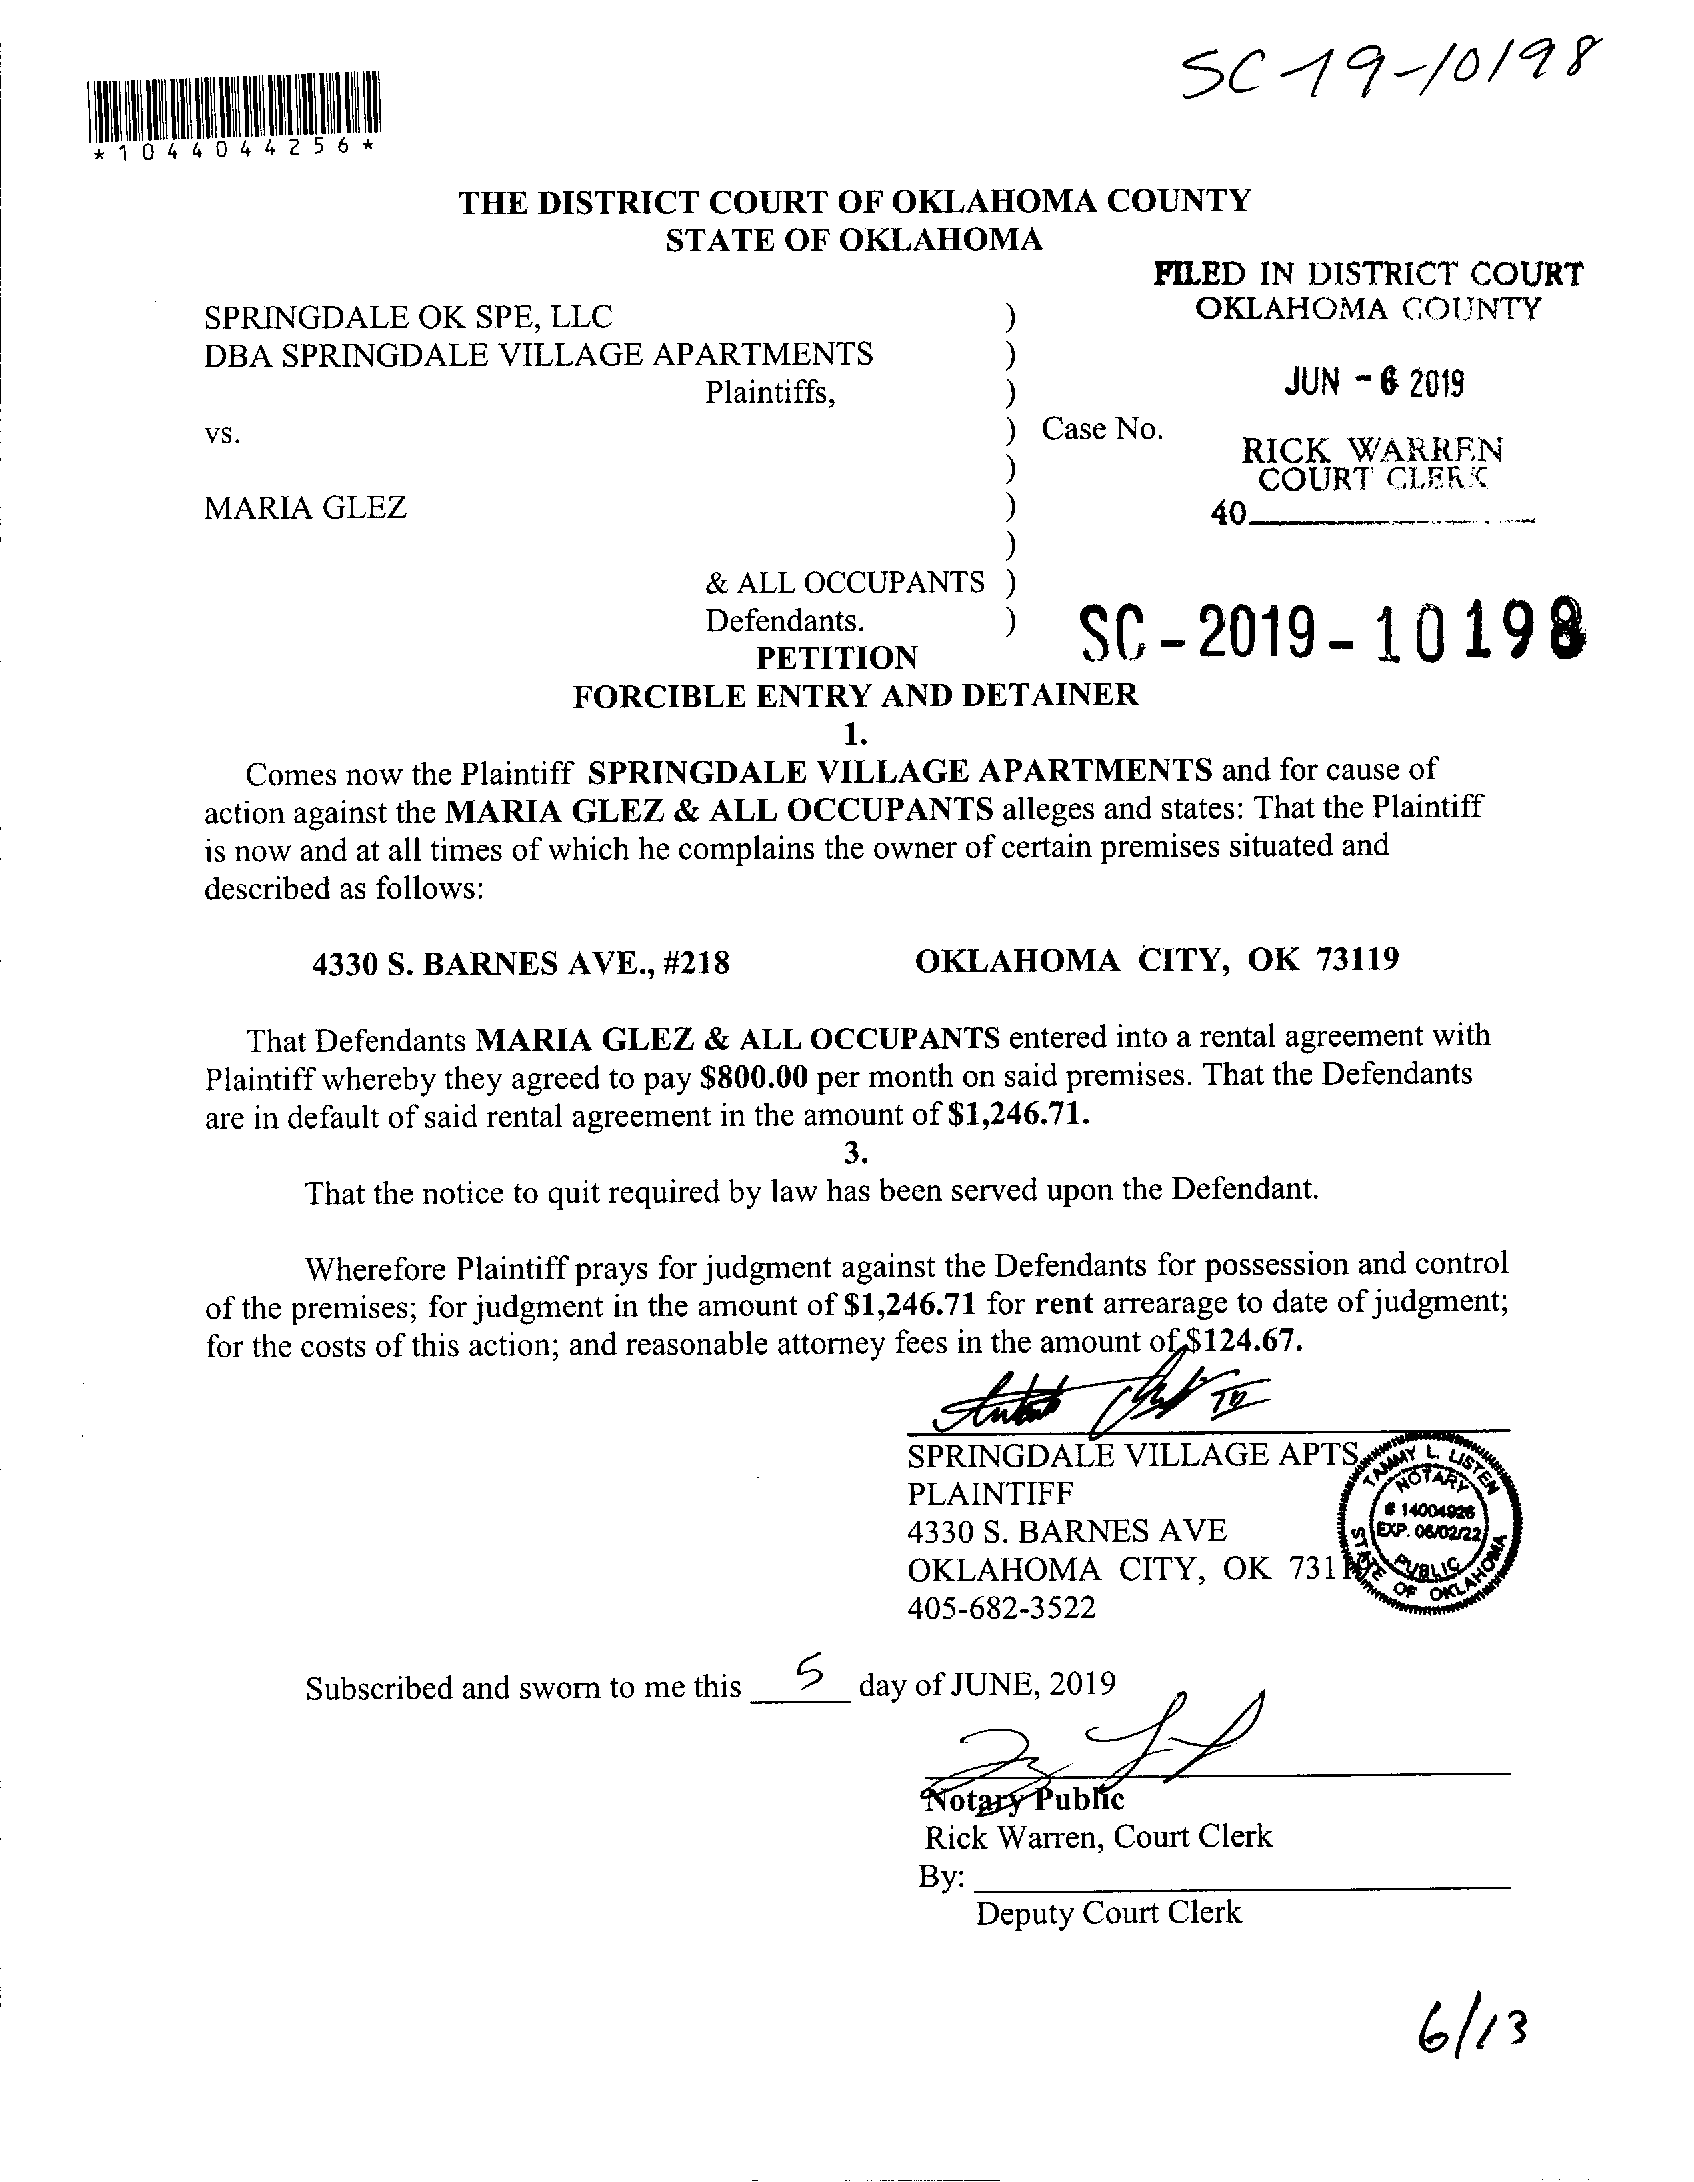 SC-19-10198
*1044044256*
THE DISTRICT COURT OF OKLAHOMA COUNTY
STATE OF OKLAHOMA
FILED IN DISTRICT COURT
OKLAHOMA COUNTY
JUN - 6 2019
RICK WARREN
COURT CLERK
40
SPRINGDALE OK SPE, LLC )
DBA SPRINGDALE VILLAGE APARTMENTS )
Plaintiffs, )
vs. ) Case No.
)
MARIA GLEZ )
)
& ALL OCCUPANTS )
Defendants. )
SC-2019-10198
PETITION
FORCIBLE ENTRY AND DETAINER
1.
Comes now the Plaintiff SPRINGDALE VILLAGE APARTMENTS and for cause of
action against the MARIA GLEZ & ALL OCCUPANTS alleges and states: That the Plaintiff
is now and at all times of which he complains the owner of certain premises situated and
described as follows:
4330 S. BARNES AVE., #218 OKLAHOMA CITY, OK 73119
That Defendants MARIA GLEZ & ALL OCCUPANTS entered into a rental agreement with
Plaintiff whereby they agreed to pay $800.00 per month on said premises. That the Defendants
are in default of said rental agreement in the amount of $1,246.71.
3.
That the notice to quit required by law has been served upon the Defendant.
Wherefore Plaintiff prays for judgment against the Defendants for possession and control
of the premises; for judgment in the amount of $1,246.71 for rent arrearage to date of judgment;
for the costs of this action; and reasonable attorney fees in the amount of $124.67.
SPRINGDALE VILLAGE APTS
PLAINTIFF
4330 S. BARNES AVE
OKLAHOMA CITY, OK 731
405-682-3522
TAMMY L. LISTEN
NOTARY
# 14004926
EXP. 06/02/22
PUBLIC
STATE OF OKLAHOMA
Subscribed and sworn to me this 5 day of JUNE, 2019
Notary Public
Rick Warren, Court Clerk
By:
Deputy Court Clerk
6/13